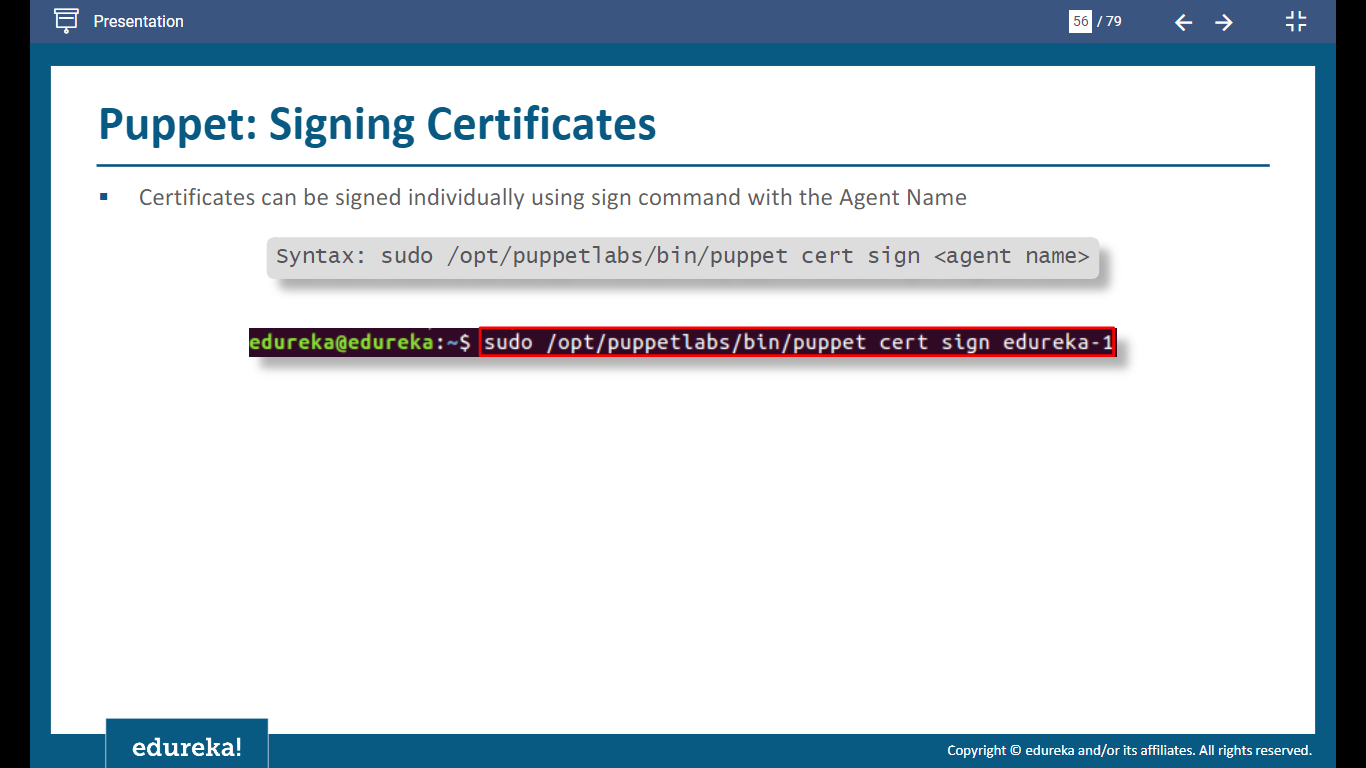 Presentation
56 / 79
Puppet: Signing Certificates
▪ Certificates can be signed individually using sign command with the Agent Name
Syntax: sudo /opt/puppetlabs/bin/puppet cert sign <agent name>
edureka@edureka:~$ sudo /opt/puppetlabs/bin/puppet cert sign edureka-1
edureka!
Copyright © edureka and/or its affiliates. All rights reserved.